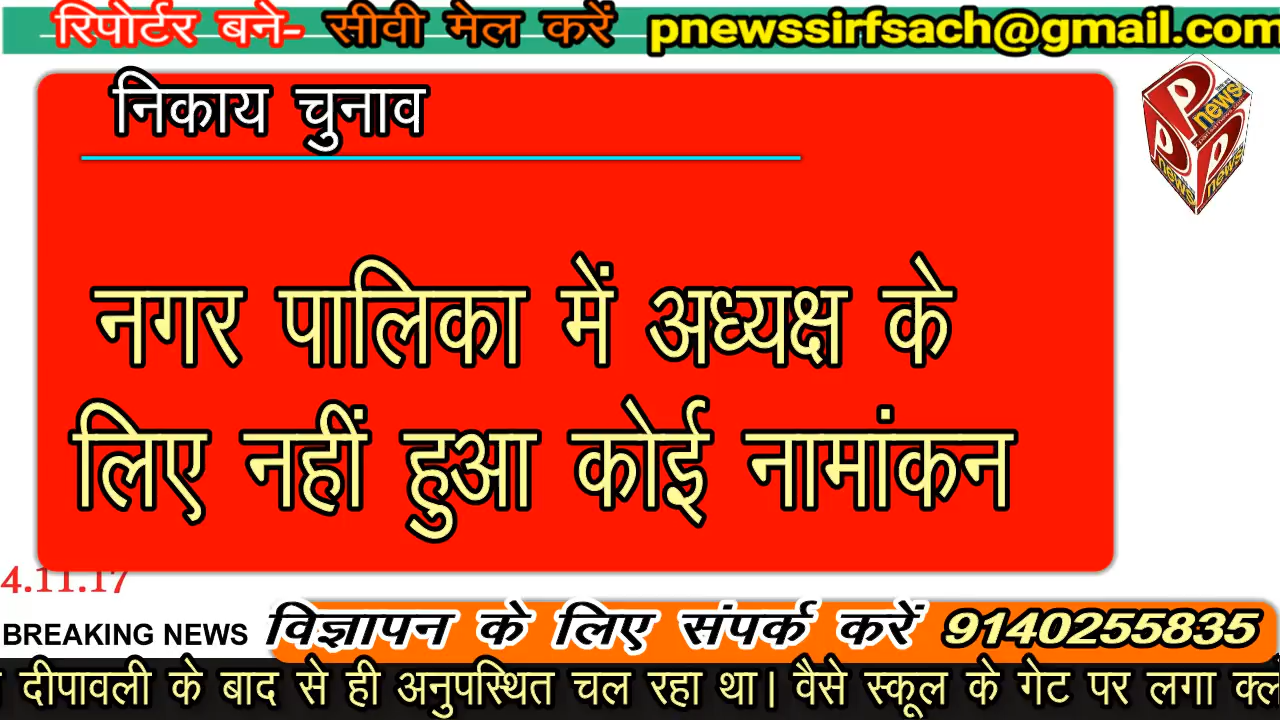 रिपोर्टर बने- सीवी मेल करें pnewssirfsach@gmail.com
निकाय चुनाव
P news
नगर पालिका में अध्यक्ष के
लिए नहीं हुआ कोई नामांकन
4.11.17
BREAKING NEWS
विज्ञापन के लिए संपर्क करें 9140255835
दीपावली के बाद से ही अनुपस्थित चल रहा था। वैसे स्कूल के गेट पर लगा